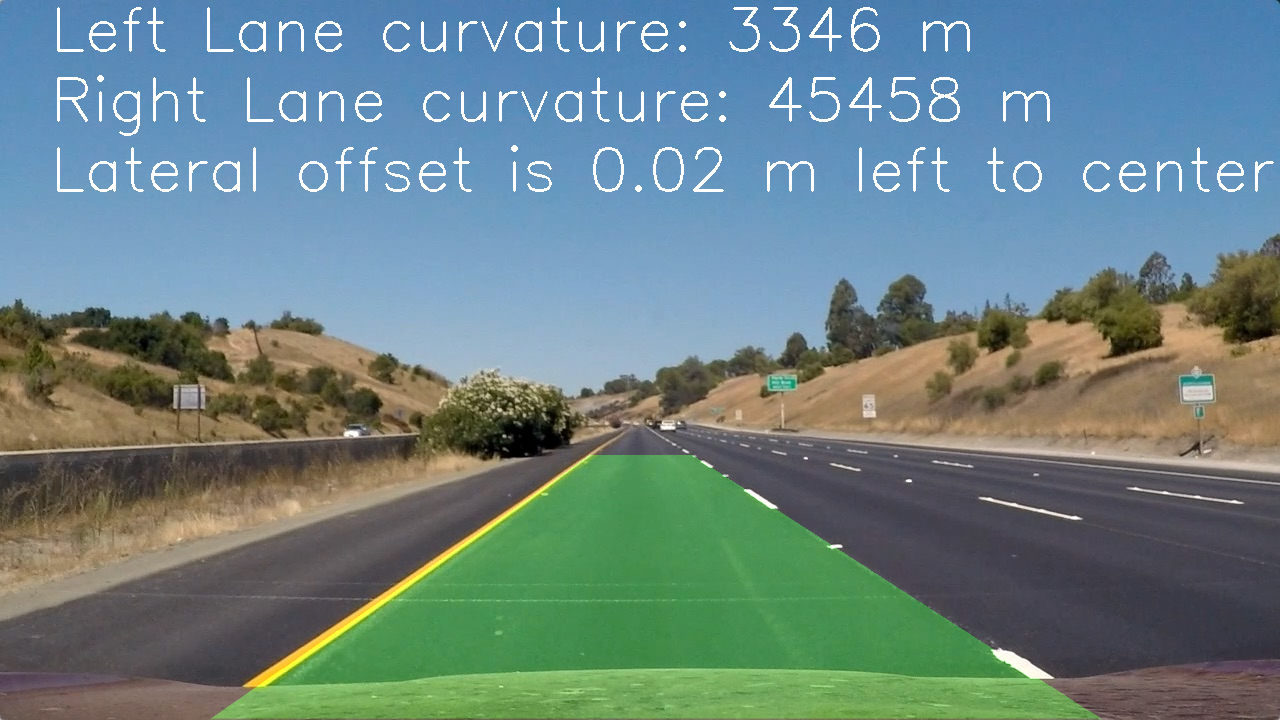 Left Lane curvature: 3346 m
Right Lane curvature: 45458 m
Lateral offset is 0.02 m left to center